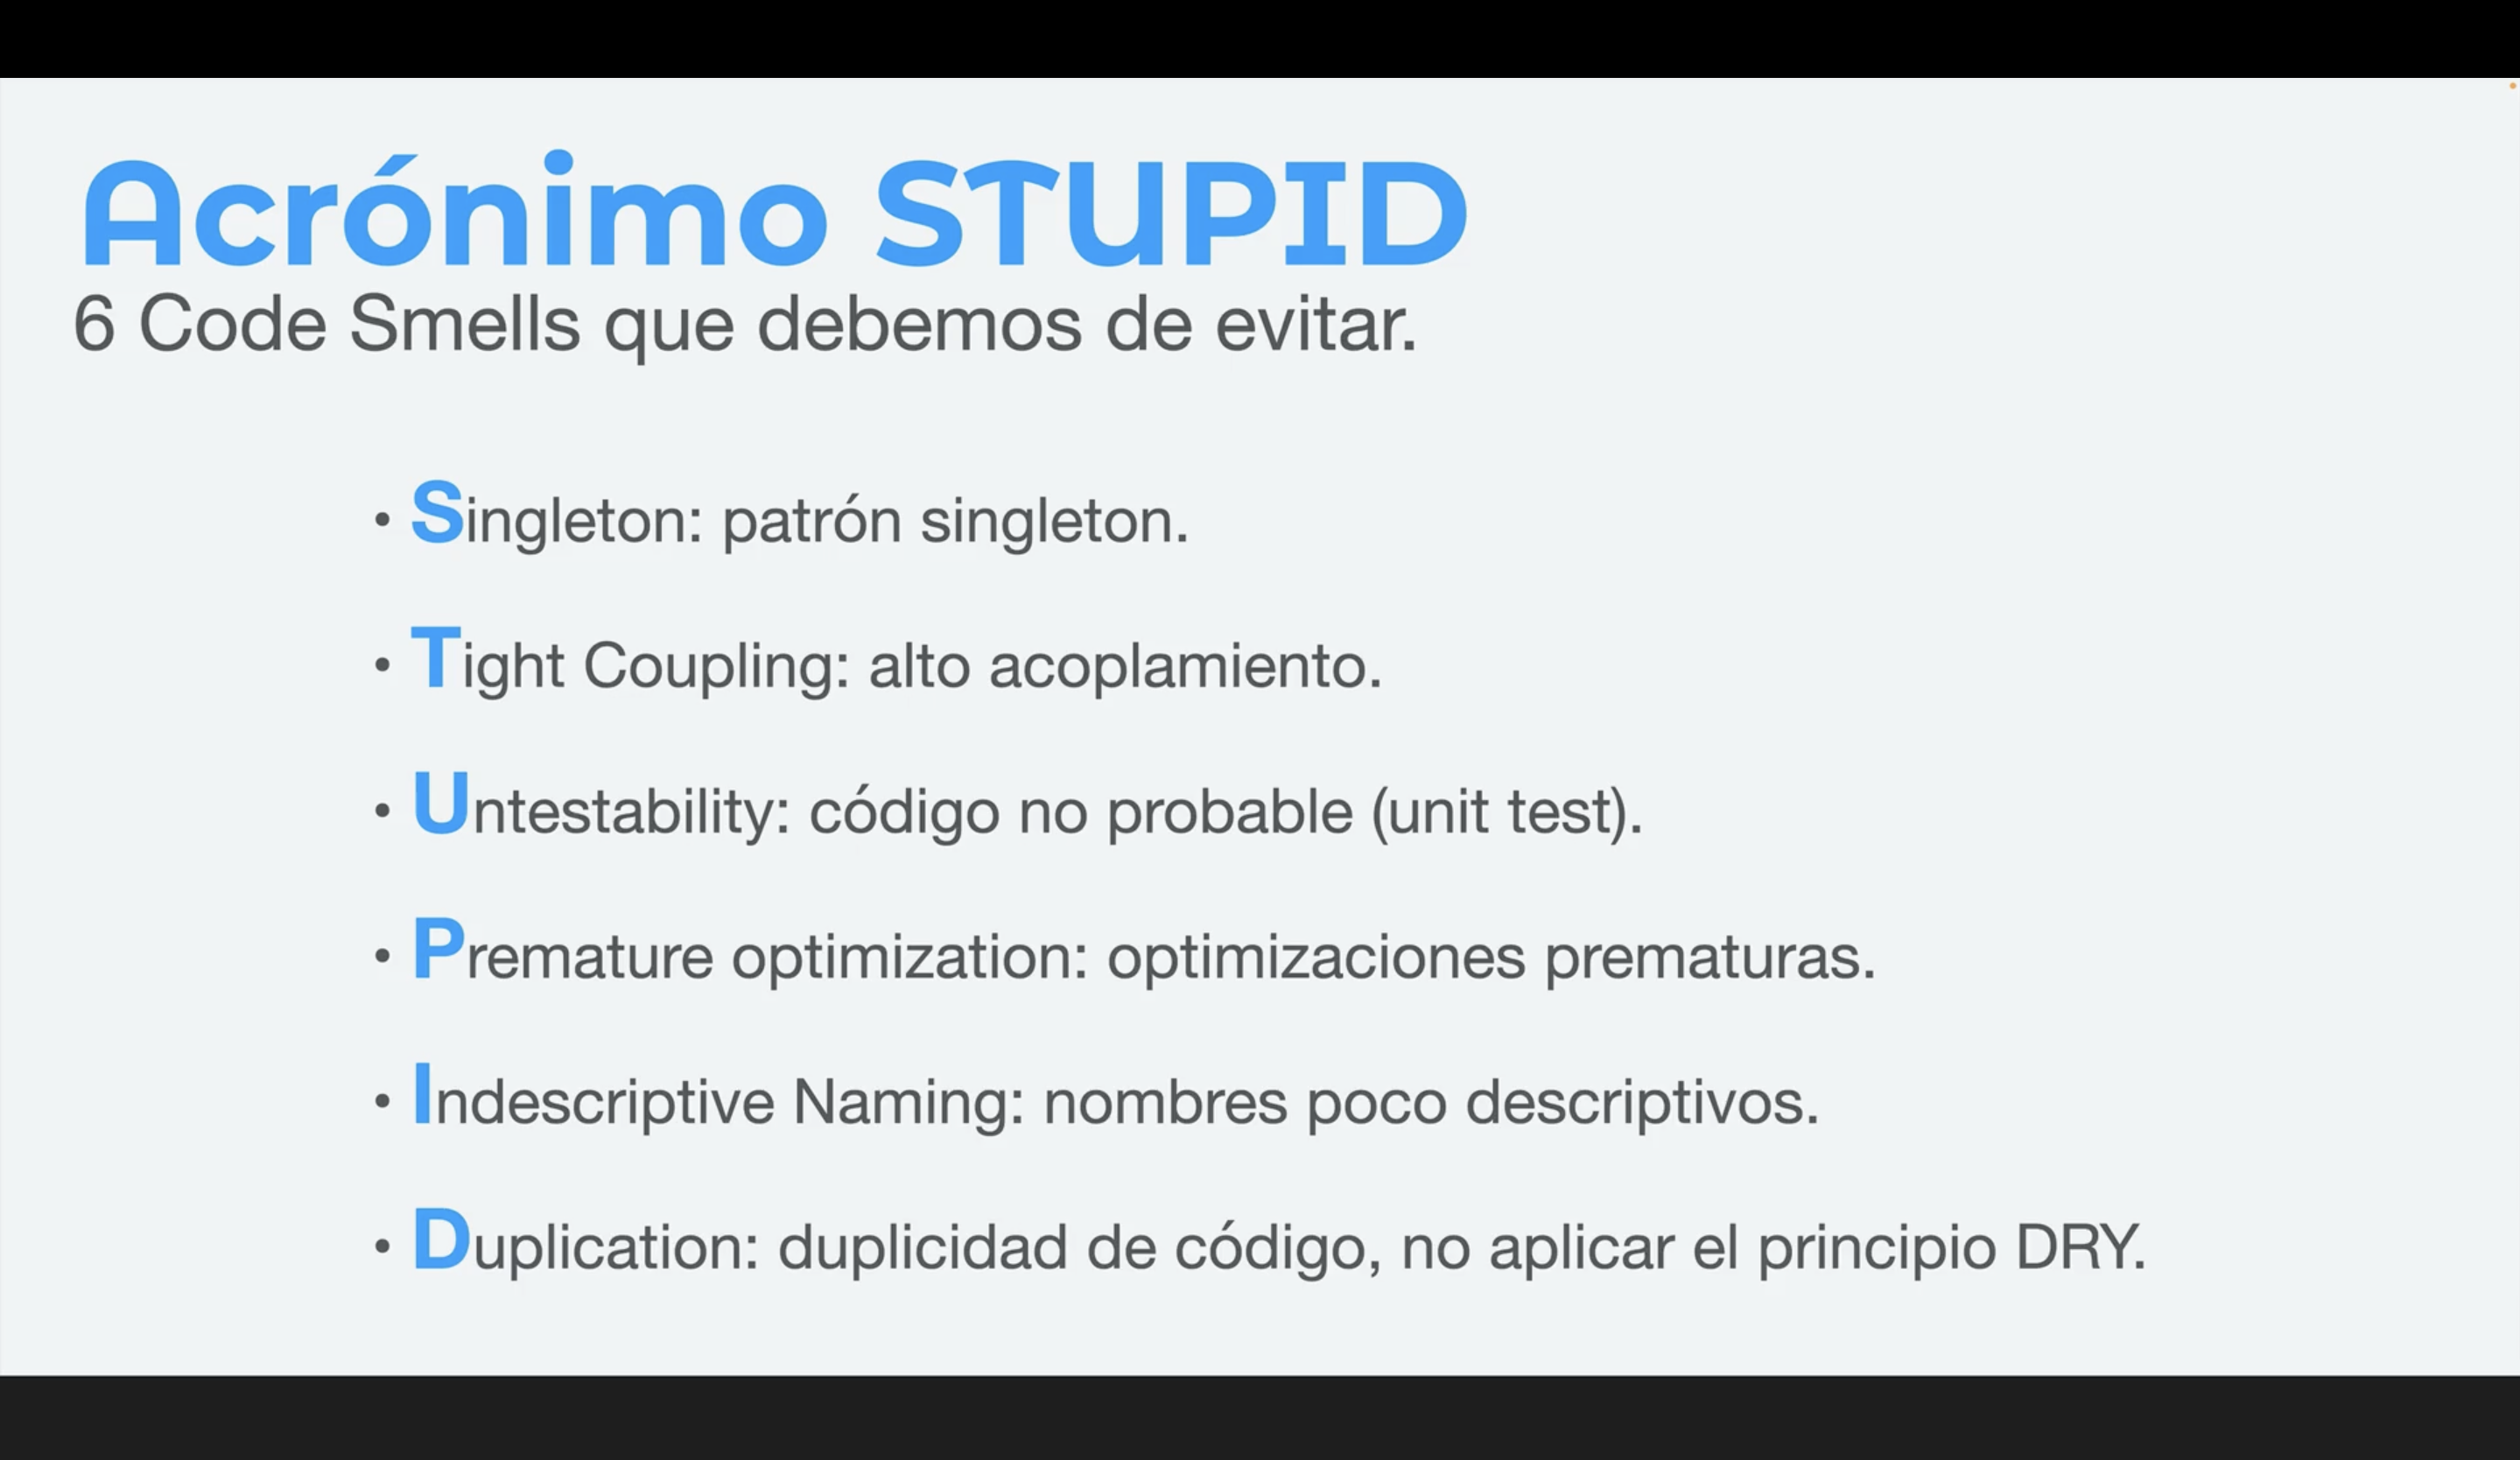 Acrónimo STUPID
6 Code Smells que debemos de evitar.
• Singleton: patrón singleton.
• Tight Coupling: alto acoplamiento.
• Untestability: código no probable (unit test).
• Premature optimization: optimizaciones prematuras.
• Indescriptive Naming: nombres poco descriptivos.
• Duplication: duplicidad de código, no aplicar el principio DRY.